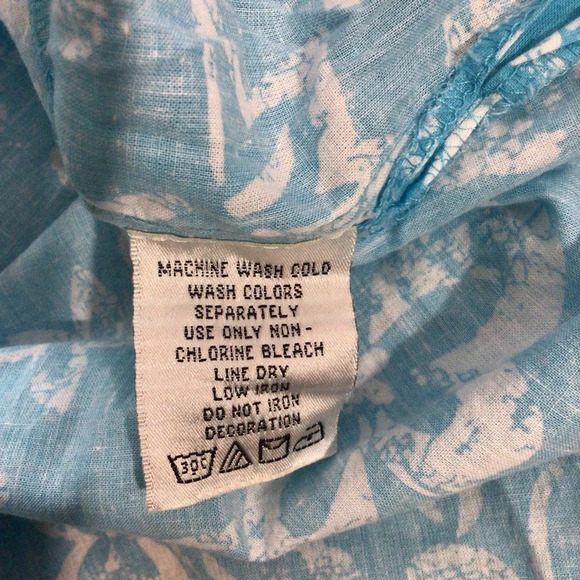 MACHINE WASH COLD
WASH COLORS
SEPARATELY
USE ONLY NON-
CHLORINE BLEACH
LINE DRY
LOW IRON
DO NOT IRON
DECORATION
30C